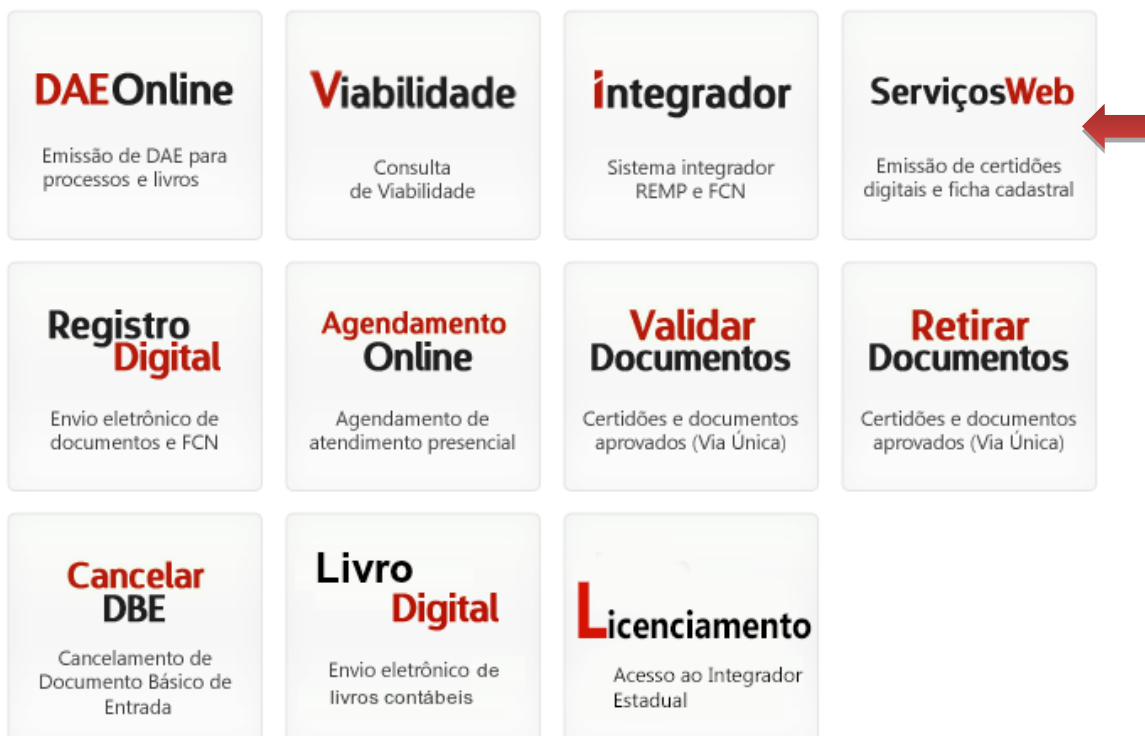 DAEOnline
Emissão de DAE para
processos e livros
Viabilidade
Consulta
de Viabilidade
integrador
Sistema integrador
REMP e FCN
ServiçosWeb
Emissão de certidões
digitais e ficha cadastral
Registro
Digital
Envio eletrônico de
documentos e FCN
Agendamento
Online
Agendamento de
atendimento presencial
Validar
Documentos
Certidões e documentos
aprovados (Via Única)
Retirar
Documentos
Certidões e documentos
aprovados (Via Única)
Cancelar
DBE
Cancelamento de
Documento Básico de
Entrada
Livro
Digital
Envio eletrônico de
livros contábeis
Licenciamento
Acesso ao Integrador
Estadual